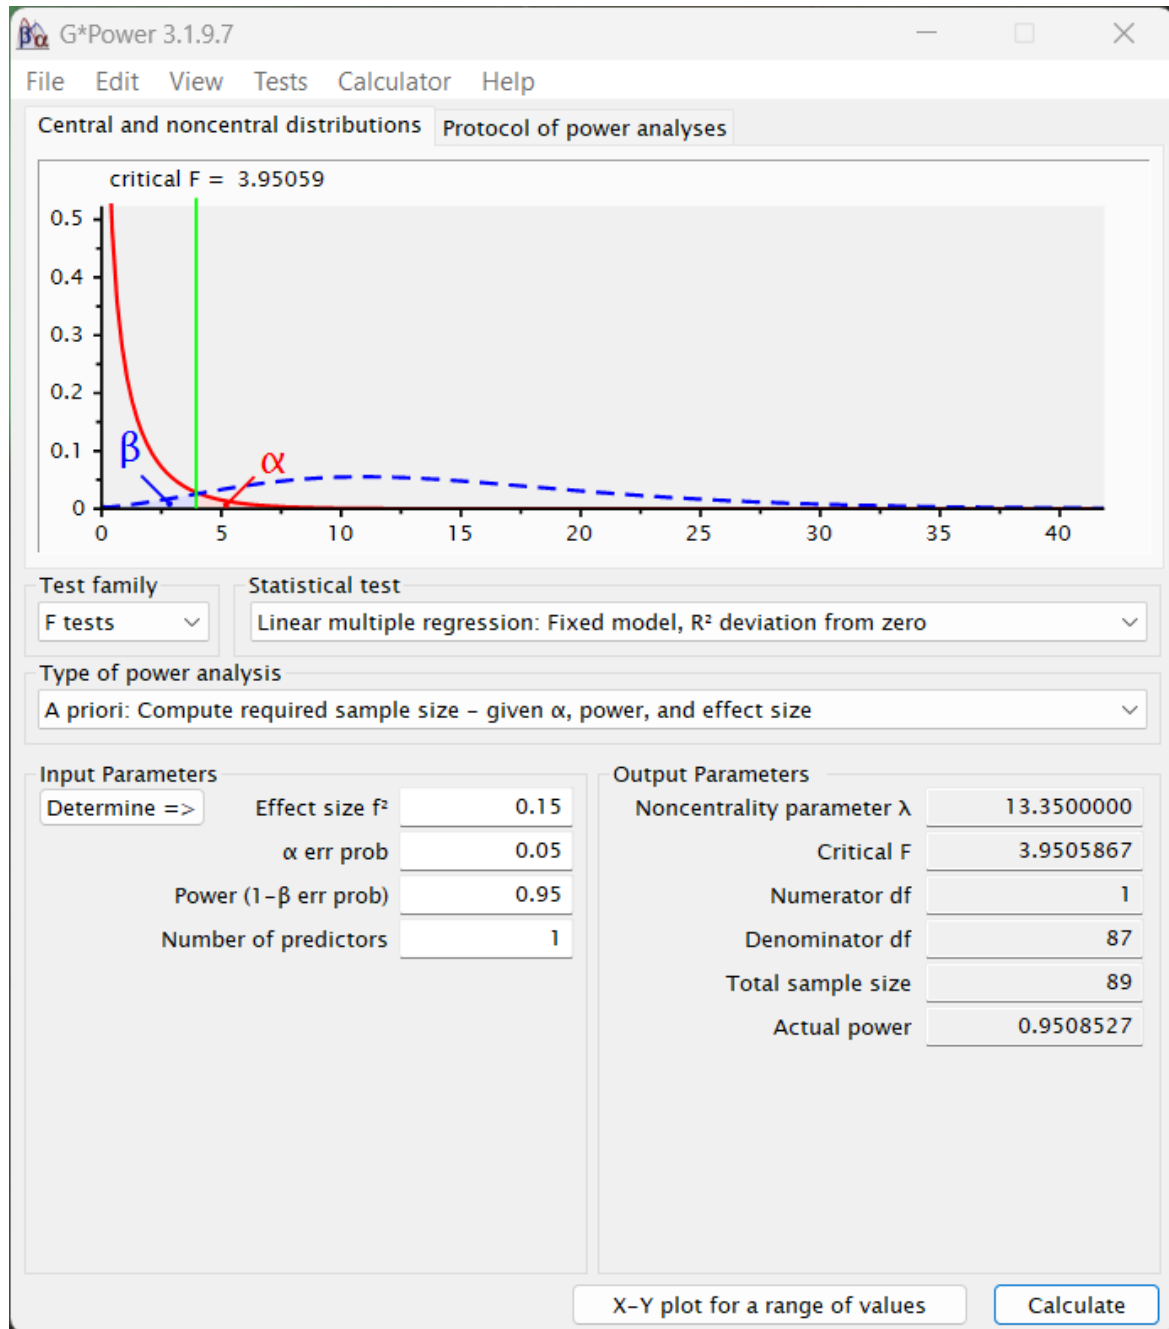 G*Power 3.1.9.7
File Edit View Tests Calculator Help
Central and noncentral distributions Protocol of power analyses
critical F = 3.95059
0.5
0.4
0.3
0.2
0.1
0
β α
0 5 10 15 20 25 30 35 40
Test family Statistical test
F tests Linear multiple regression: Fixed model, R² deviation from zero
Type of power analysis
A priori: Compute required sample size – given α, power, and effect size
Input Parameters Output Parameters
Determine => Effect size f² 0.15 Noncentrality parameter λ 13.3500000
α err prob 0.05 Critical F 3.9505867
Power (1–β err prob) 0.95 Numerator df 1
Number of predictors 1 Denominator df 87
Total sample size 89
Actual power 0.9508527
X–Y plot for a range of values Calculate